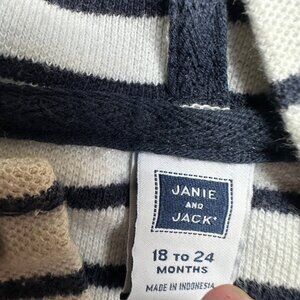 JANIE
AND
JACK®
18 TO 24
MONTHS
MADE IN INDONESIA